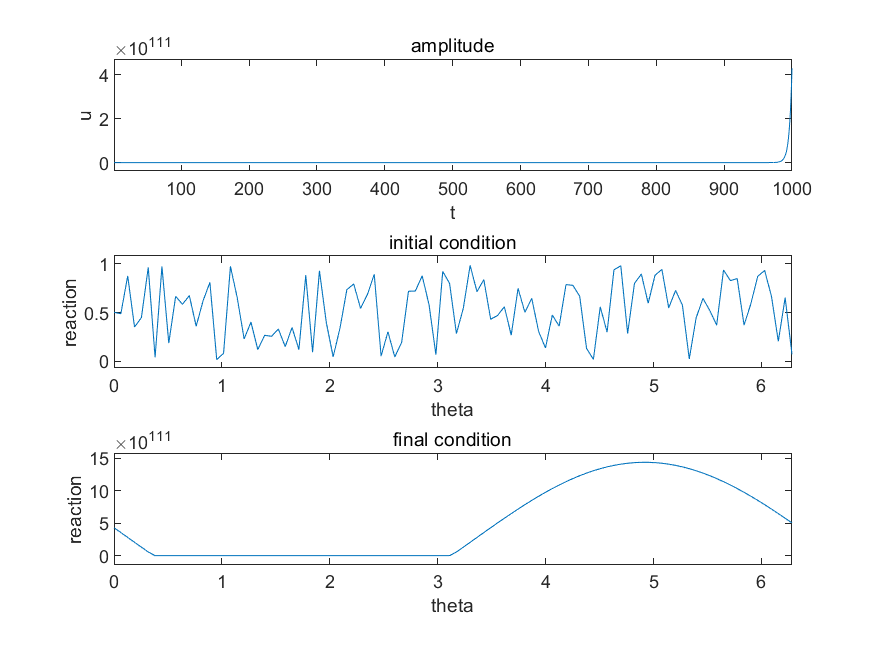 ×10^111
amplitude
4
2
0
u
100 200 300 400 500 600 700 800 900 1000
t
initial condition
1
0.5
0
reaction
0 1 2 3 4 5 6
theta
×10^111
final condition
15
10
5
0
reaction
0 1 2 3 4 5 6
theta